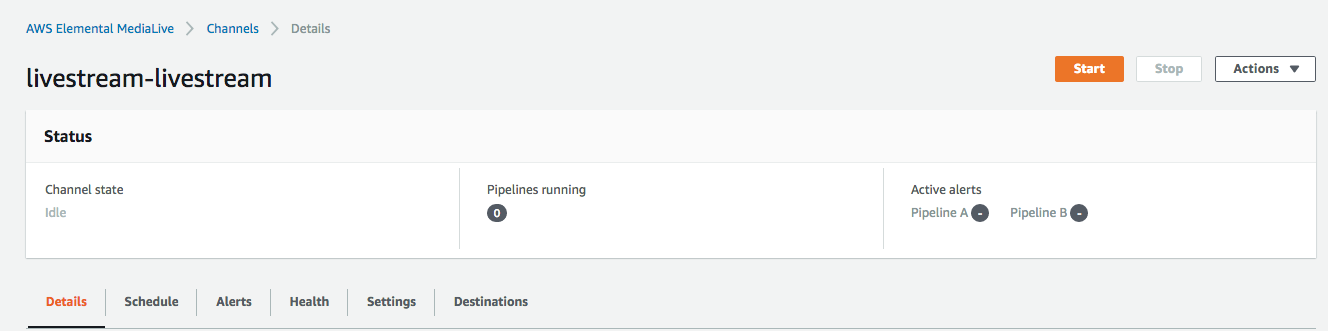 AWS Elemental MediaLive > Channels > Details
livestream-livestream
Start Stop Actions
Status
Channel state Pipelines running Active alerts
Idle 0 Pipeline A - Pipeline B -
Details Schedule Alerts Health Settings Destinations